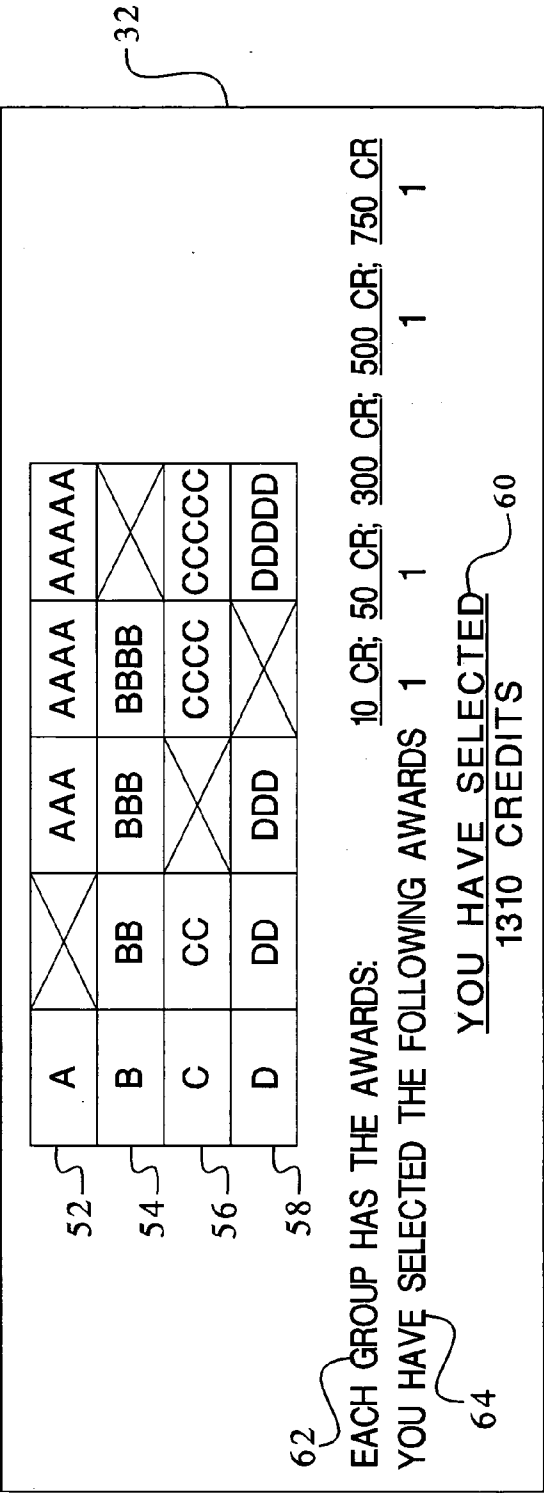 32
52 A AAA AAAA AAAAA
54 B BB BBB BBBB
56 C CC CCCC CCCCC
58 D DD DDD DDDDD
62
EACH GROUP HAS THE AWARDS: 10 CR; 50 CR; 300 CR; 500 CR; 750 CR
YOU HAVE SELECTED THE FOLLOWING AWARDS 1 1 1 1
64
YOU HAVE SELECTED 60
1310 CREDITS